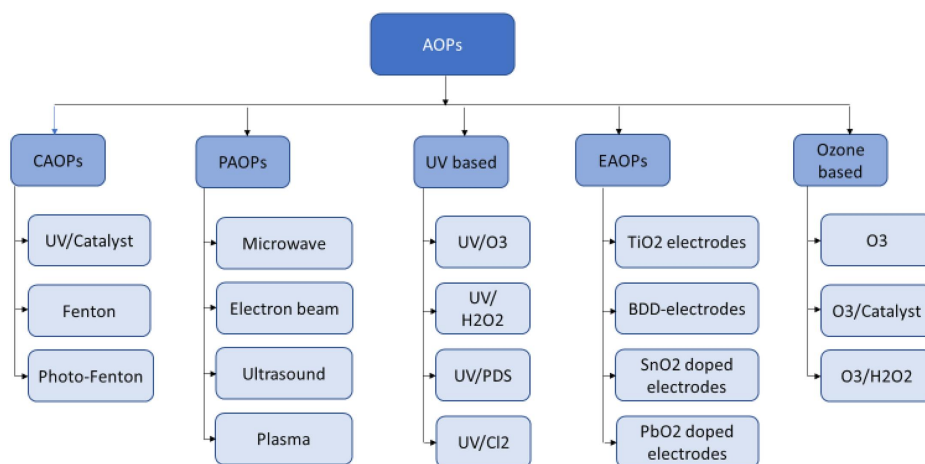 AOPs
CAOPs
PAOPs
UV based
EAOPs
Ozone
based
UV/Catalyst
Fenton
Photo-Fenton
Microwave
Electron beam
Ultrasound
Plasma
UV/O3
UV/
H2O2
UV/PDS
UV/Cl2
TiO2 electrodes
BDD-electrodes
SnO2 doped
electrodes
PbO2 doped
electrodes
O3
O3/Catalyst
O3/H2O2